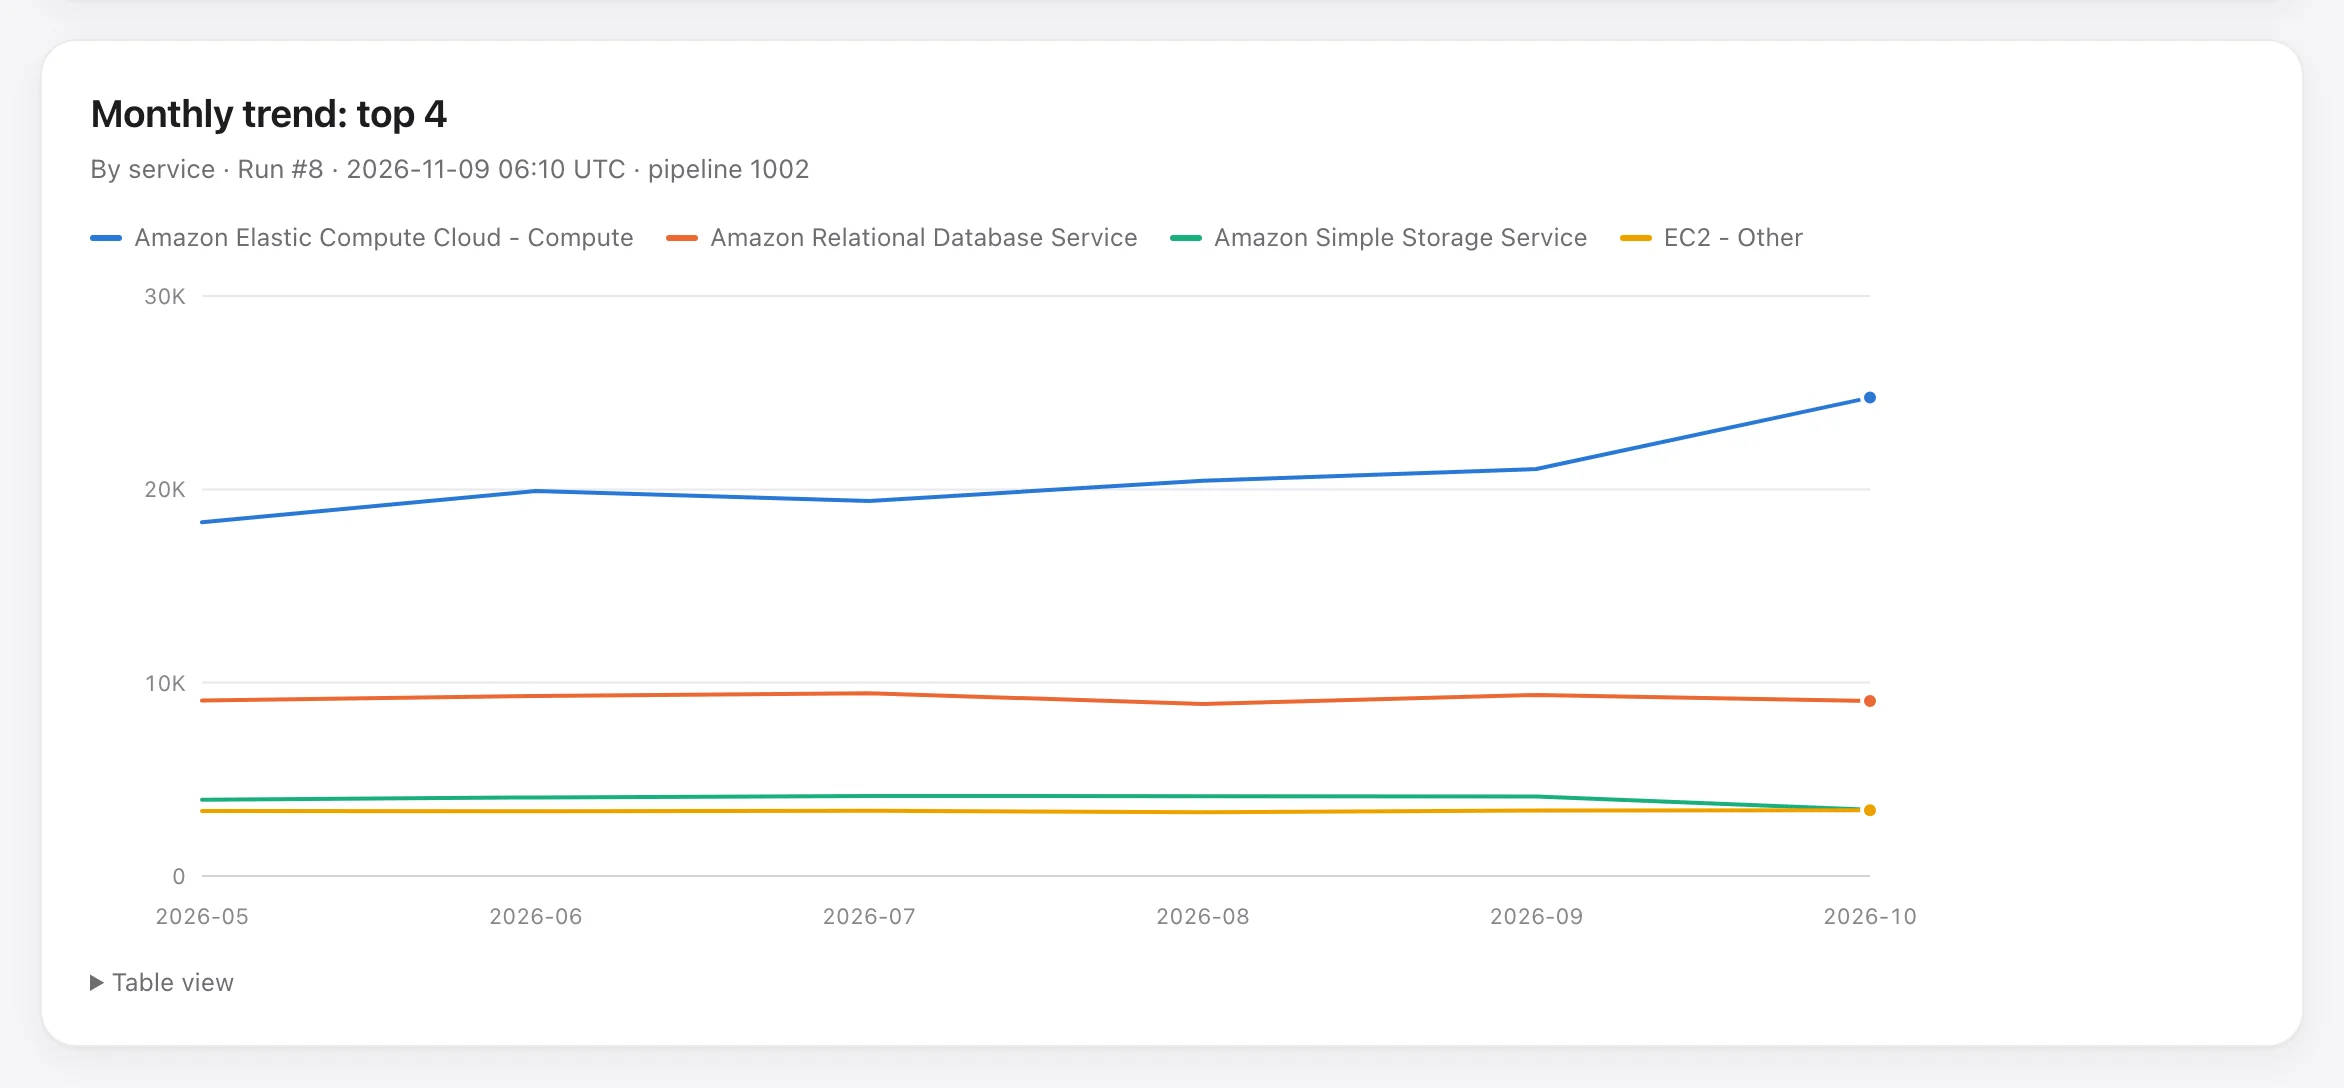 Monthly trend: top 4
By service · Run #8 · 2026-11-09 06:10 UTC · pipeline 1002
Amazon Elastic Compute Cloud - Compute Amazon Relational Database Service Amazon Simple Storage Service EC2 - Other
30K
20K
10K
0
2026-05 2026-06 2026-07 2026-08 2026-09 2026-10
Table view